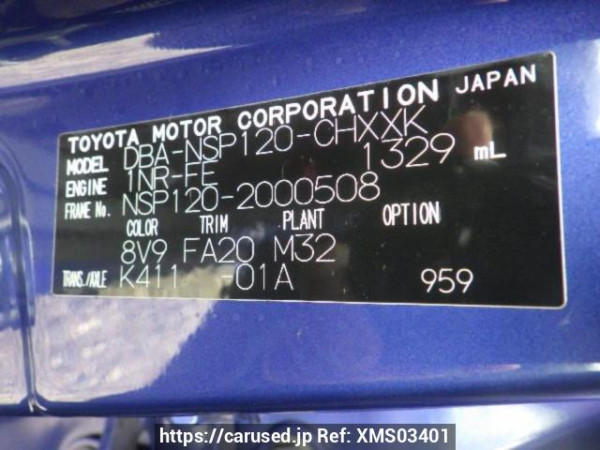 TOYOTA MOTOR CORPORATION JAPAN
MODEL DBA-NSP120-CHXXK
ENGINE 1NR-FE 1329 mL
FRAME No. NSP120-2000508
COLOR TRIM PLANT OPTION
8V9 FA20 M32
TRANS./AXLE K411 -01A 959
https://carused.jp Ref: XMS03401